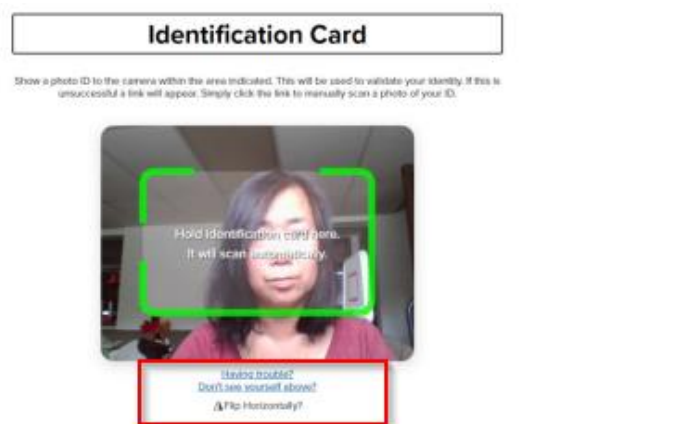 Identification Card
Show a photo ID to the camera within the area indicated. This will be used to validate your identity. If this is
unsuccessful a link will appear. Simply click the link to manually scan a photo of your ID.
Hold identification card here.
It will scan automatically.
Having trouble?
Don't see yourself above?
Flip Horizontally?